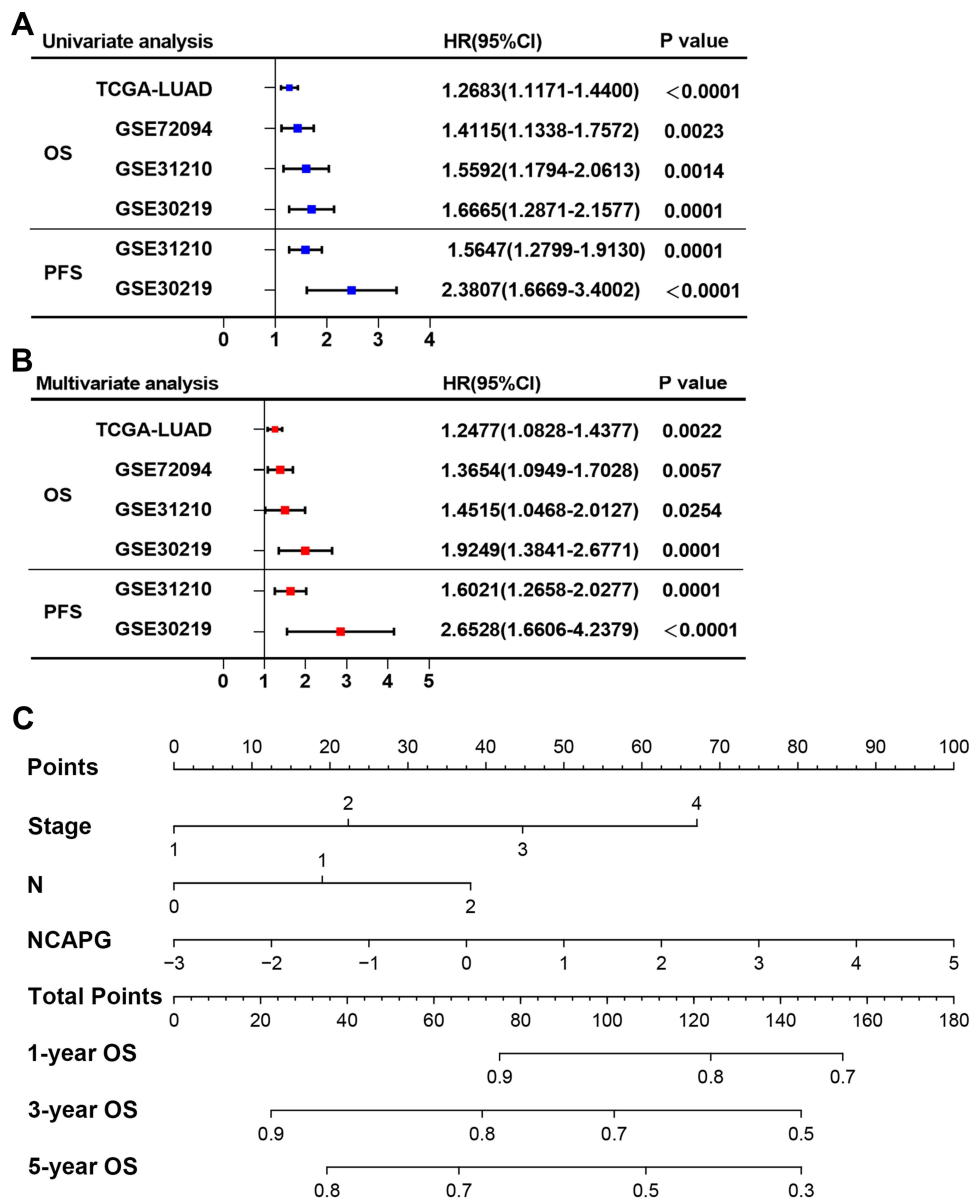 A
Univariate analysis HR(95%CI) P value
TCGA-LUAD 1.2683(1.1171-1.4400) <0.0001
GSE72094 1.4115(1.1338-1.7572) 0.0023
OS
GSE31210 1.5592(1.1794-2.0613) 0.0014
GSE30219 1.6665(1.2871-2.1577) 0.0001
GSE31210 1.5647(1.2799-1.9130) 0.0001
PFS
GSE30219 2.3807(1.6669-3.4002) <0.0001
0 1 2 3 4
B
Multivariate analysis HR(95%CI) P value
TCGA-LUAD 1.2477(1.0828-1.4377) 0.0022
GSE72094 1.3654(1.0949-1.7028) 0.0057
OS
GSE31210 1.4515(1.0468-2.0127) 0.0254
GSE30219 1.9249(1.3841-2.6771) 0.0001
GSE31210 1.6021(1.2658-2.0277) 0.0001
PFS
GSE30219 2.6528(1.6606-4.2379) <0.0001
0 1 2 3 4 5
C
0 10 20 30 40 50 60 70 80 90 100
Points
2 4
Stage
1 3
1
N
0 2
NCAPG
−3 −2 −1 0 1 2 3 4 5
Total Points
0 20 40 60 80 100 120 140 160 180
1-year OS
0.9 0.8 0.7
3-year OS
0.9 0.8 0.7 0.5
5-year OS
0.8 0.7 0.5 0.3